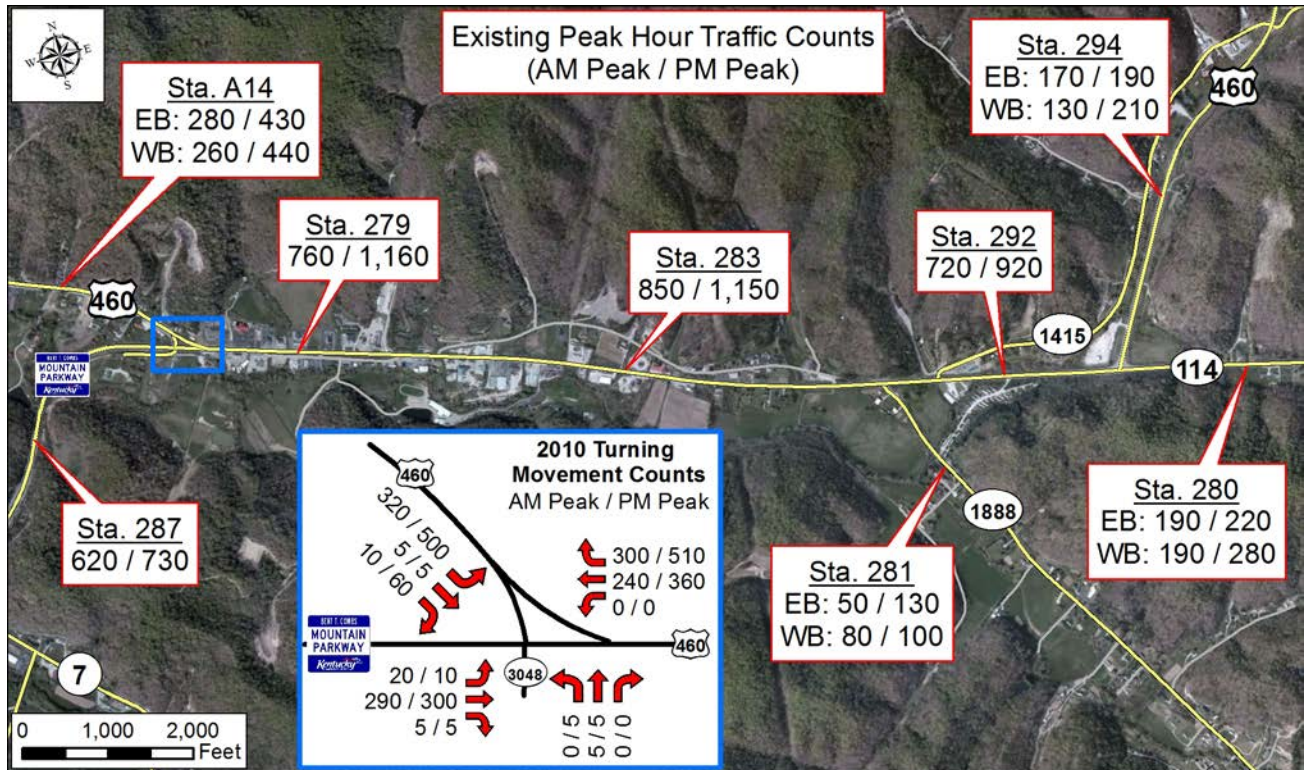 Existing Peak Hour Traffic Counts
(AM Peak / PM Peak)
N
W
E
S
Sta. A14
EB: 280 / 430
WB: 260 / 440
Sta. 294
EB: 170 / 190
WB: 130 / 210
460
Sta. 279
760 / 1,160
Sta. 283
850 / 1,150
Sta. 292
720 / 920
460
1415
114
BERT T. COMBS
MOUNTAIN
PARKWAY
Kentucky
Sta. 287
620 / 730
2010 Turning
Movement Counts
AM Peak / PM Peak
460
320 / 500
5 / 5
10 / 60
300 / 510
240 / 360
0 / 0
BERT T. COMBS
MOUNTAIN
PARKWAY
Kentucky
460
3048
20 / 10
290 / 300
5 / 5
0 / 5
5 / 5
0 / 0
1888
Sta. 281
EB: 50 / 130
WB: 80 / 100
Sta. 280
EB: 190 / 220
WB: 190 / 280
7
0 1,000 2,000
Feet